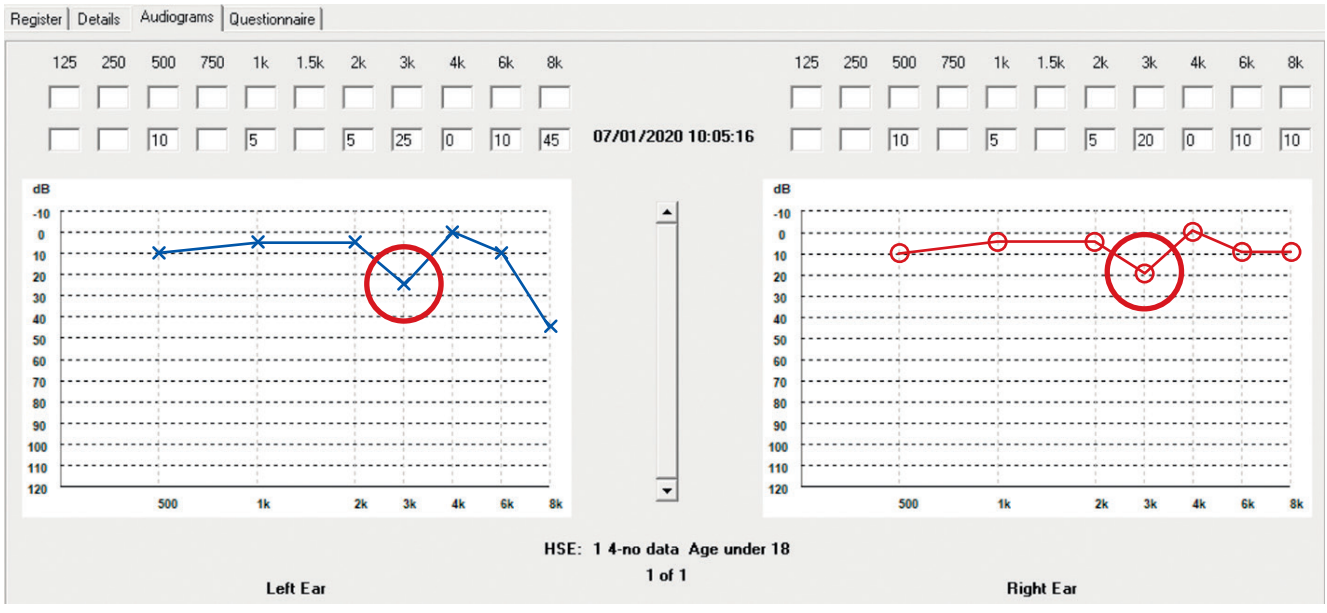 Register Details Audiograms Questionnaire
125 250 500 750 1k 1.5k 2k 3k 4k 6k 8k 125 250 500 750 1k 1.5k 2k 3k 4k 6k 8k
10 5 5 25 0 10 45 07/01/2020 10:05:16 10 5 5 20 0 10 10
dB dB
-10 -10
0 0
10 10
20 20
30 30
40 40
50 50
60 60
70 70
80 80
90 90
100 100
110 110
120 120
500 1k 2k 3k 4k 6k 8k 500 1k 2k 3k 4k 6k 8k
HSE: 1 4-no data Age under 18
1 of 1
Left Ear Right Ear